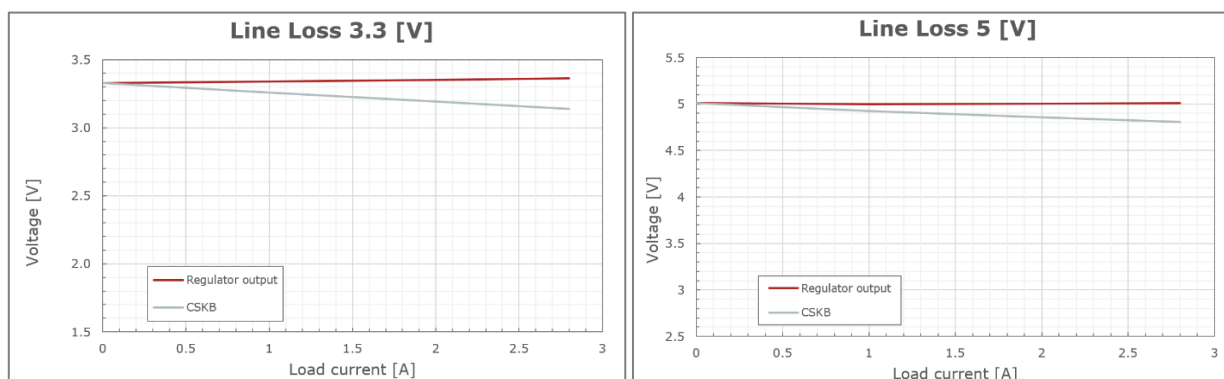 Line Loss 3.3 [V]
3.5
3.0
2.5
2.0
1.5
Voltage [V]
Regulator output
CSKB
0
0.5
1
1.5
2
2.5
3
Load current [A]
Line Loss 5 [V]
5.5
5
4.5
4
3.5
3
2.5
Voltage [V]
Regulator output
CSKB
0
0.5
1
1.5
2
2.5
3
Load current [A]